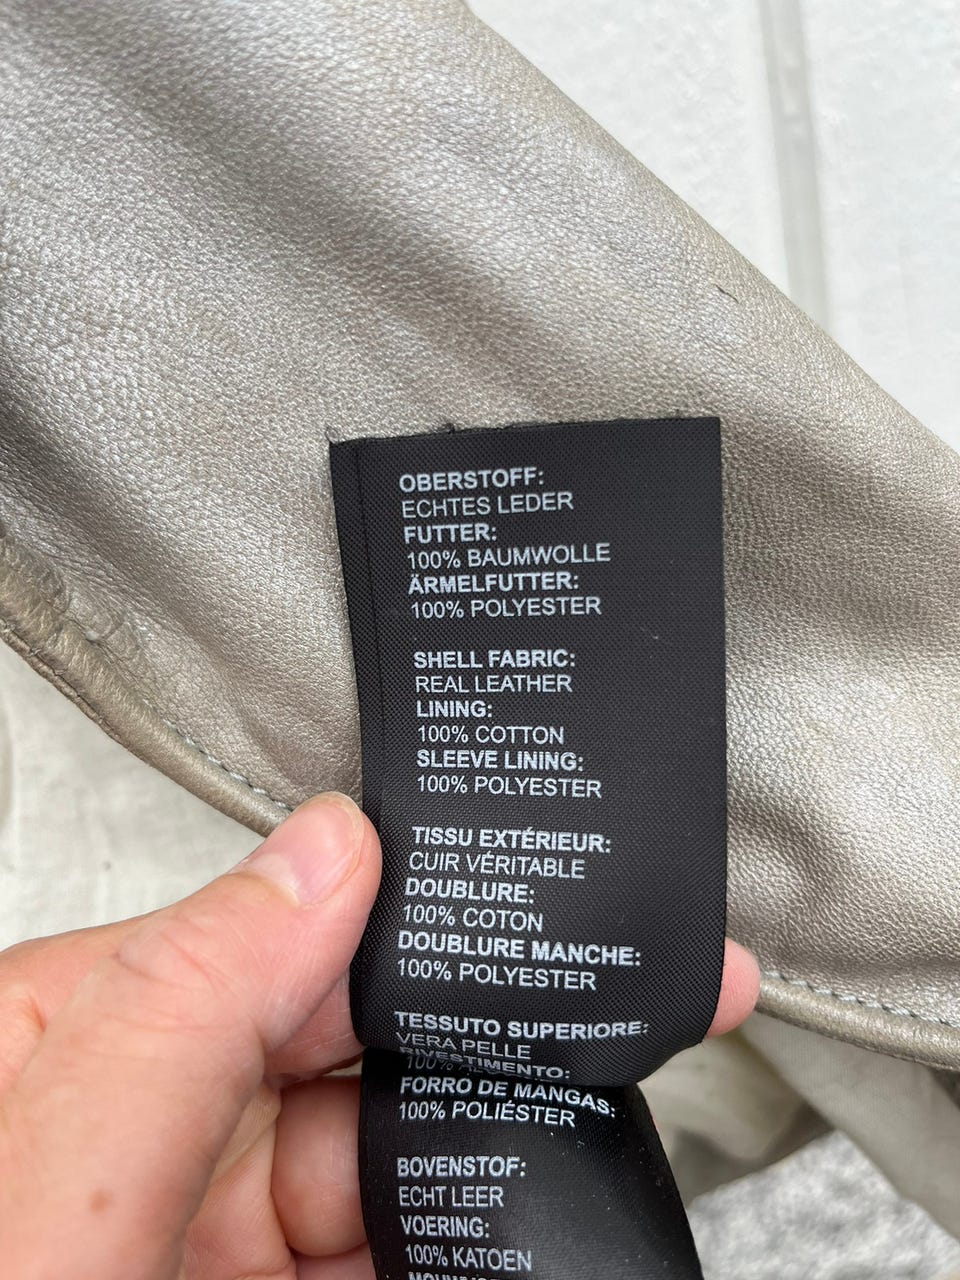 OBERSTOFF:
ECHTES LEDER
FUTTER:
100% BAUMWOLLE
ÄRMELFUTTER:
100% POLYESTER
SHELL FABRIC:
REAL LEATHER
LINING:
100% COTTON
SLEEVE LINING:
100% POLYESTER
TISSU EXTÉRIEUR:
CUIR VÉRITABLE
DOUBLURE:
100% COTON
DOUBLURE MANCHE:
100% POLYESTER
TESSUTO SUPERIORE:
VERA PELLE
100%
FORRO DE MANGAS:
100% POLIÉSTER
BOVENSTOF:
ECHT LEER
VOERING:
100% KATOEN